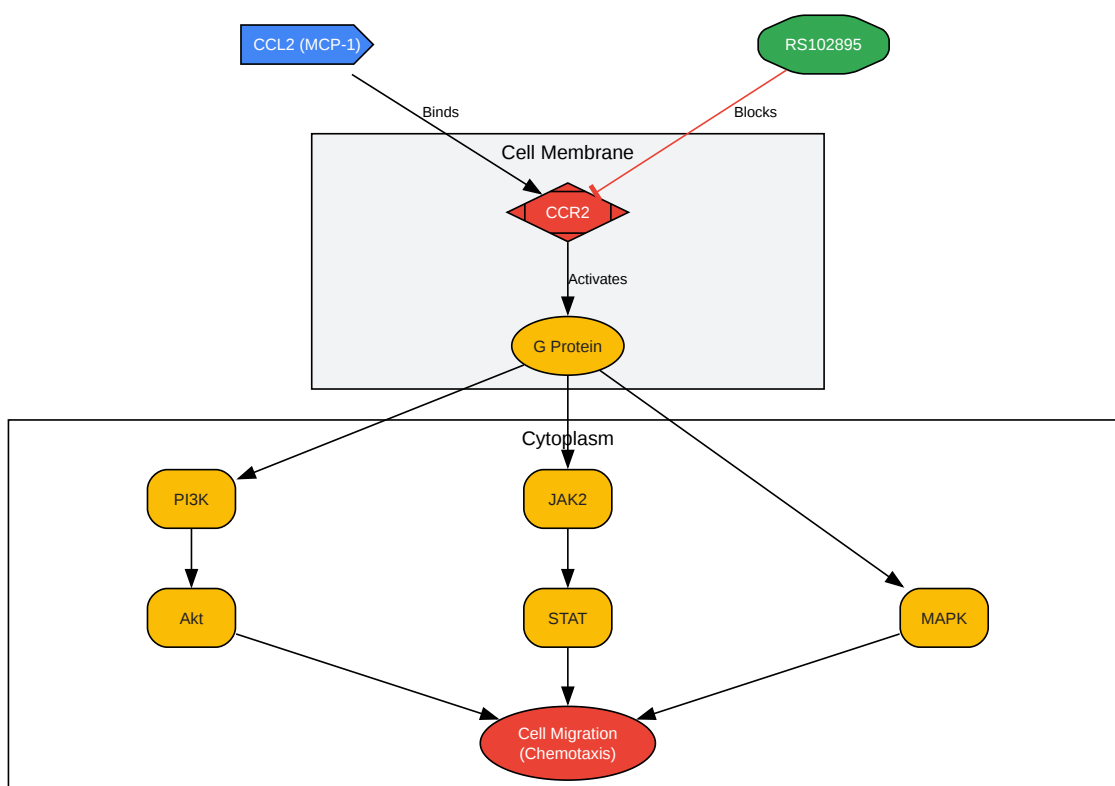 CCL2 (MCP-1)
RS102895
Binds
Blocks
Cell Membrane
CCR2
Activates
G Protein
Cytoplasm
PI3K
JAK2
Akt
STAT
MAPK
Cell Migration
(Chemotaxis)